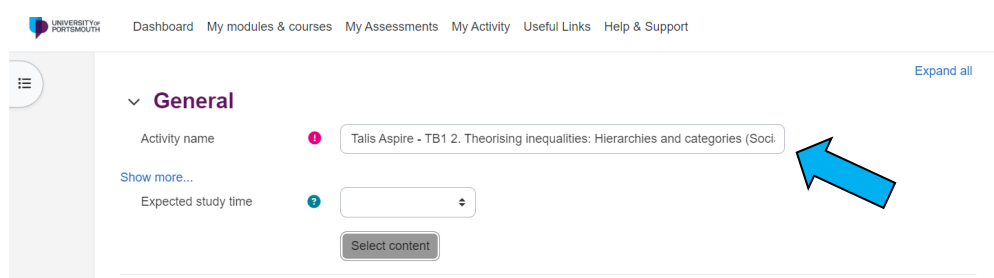 UNIVERSITY OF
PORTSMOUTH
Dashboard My modules & courses My Assessments My Activity Useful Links Help & Support
Expand all
General
Activity name ! Talis Aspire - TB1 2. Theorising inequalities: Hierarchies and categories (Soci
Show more...
Expected study time ?
Select content